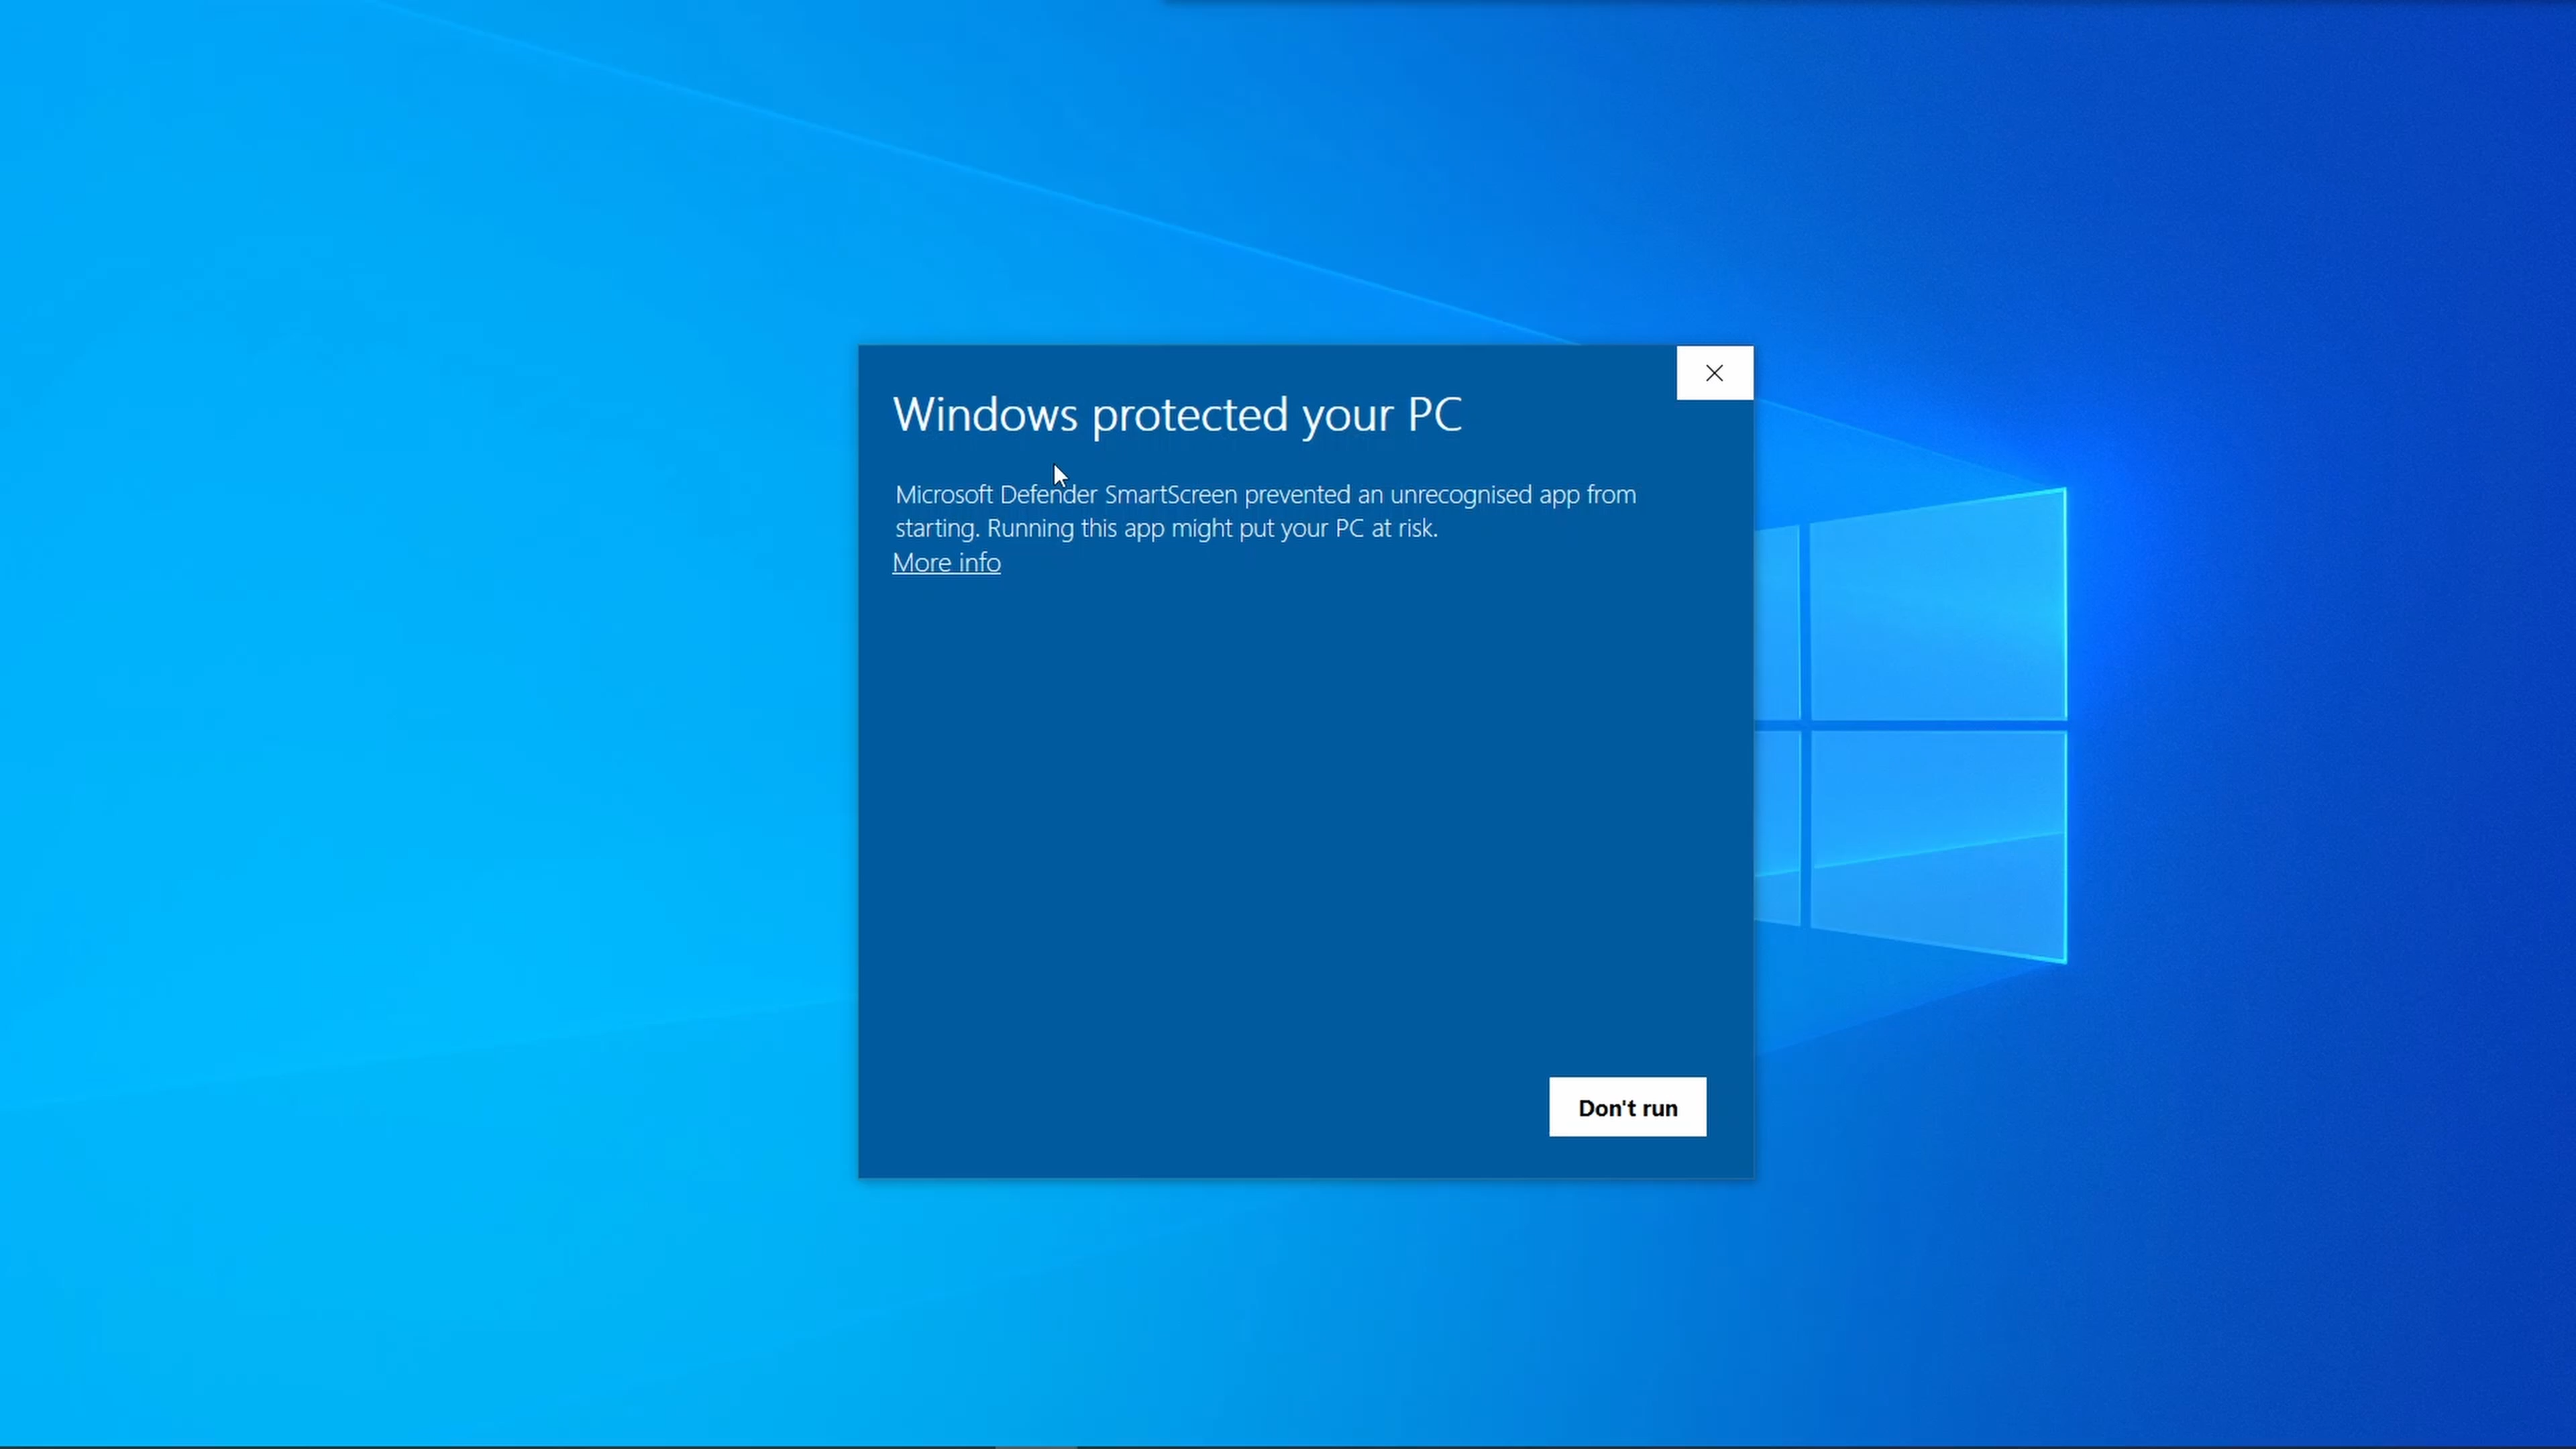 Windows protected your PC
Microsoft Defender SmartScreen prevented an unrecognised app from
starting. Running this app might put your PC at risk.
More info
Don't run